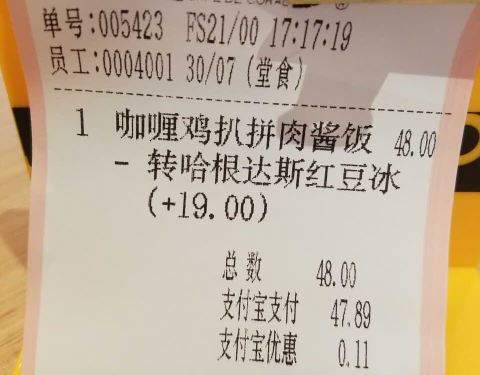 单号:005423 FS21/00 17:17:19
员工:0004001 30/07 (堂食)
1 咖喱鸡扒拼肉酱饭 48.00
- 转哈根达斯红豆冰
(+19.00)
总数 48.00
支付宝支付 47.89
支付宝优惠 0.11